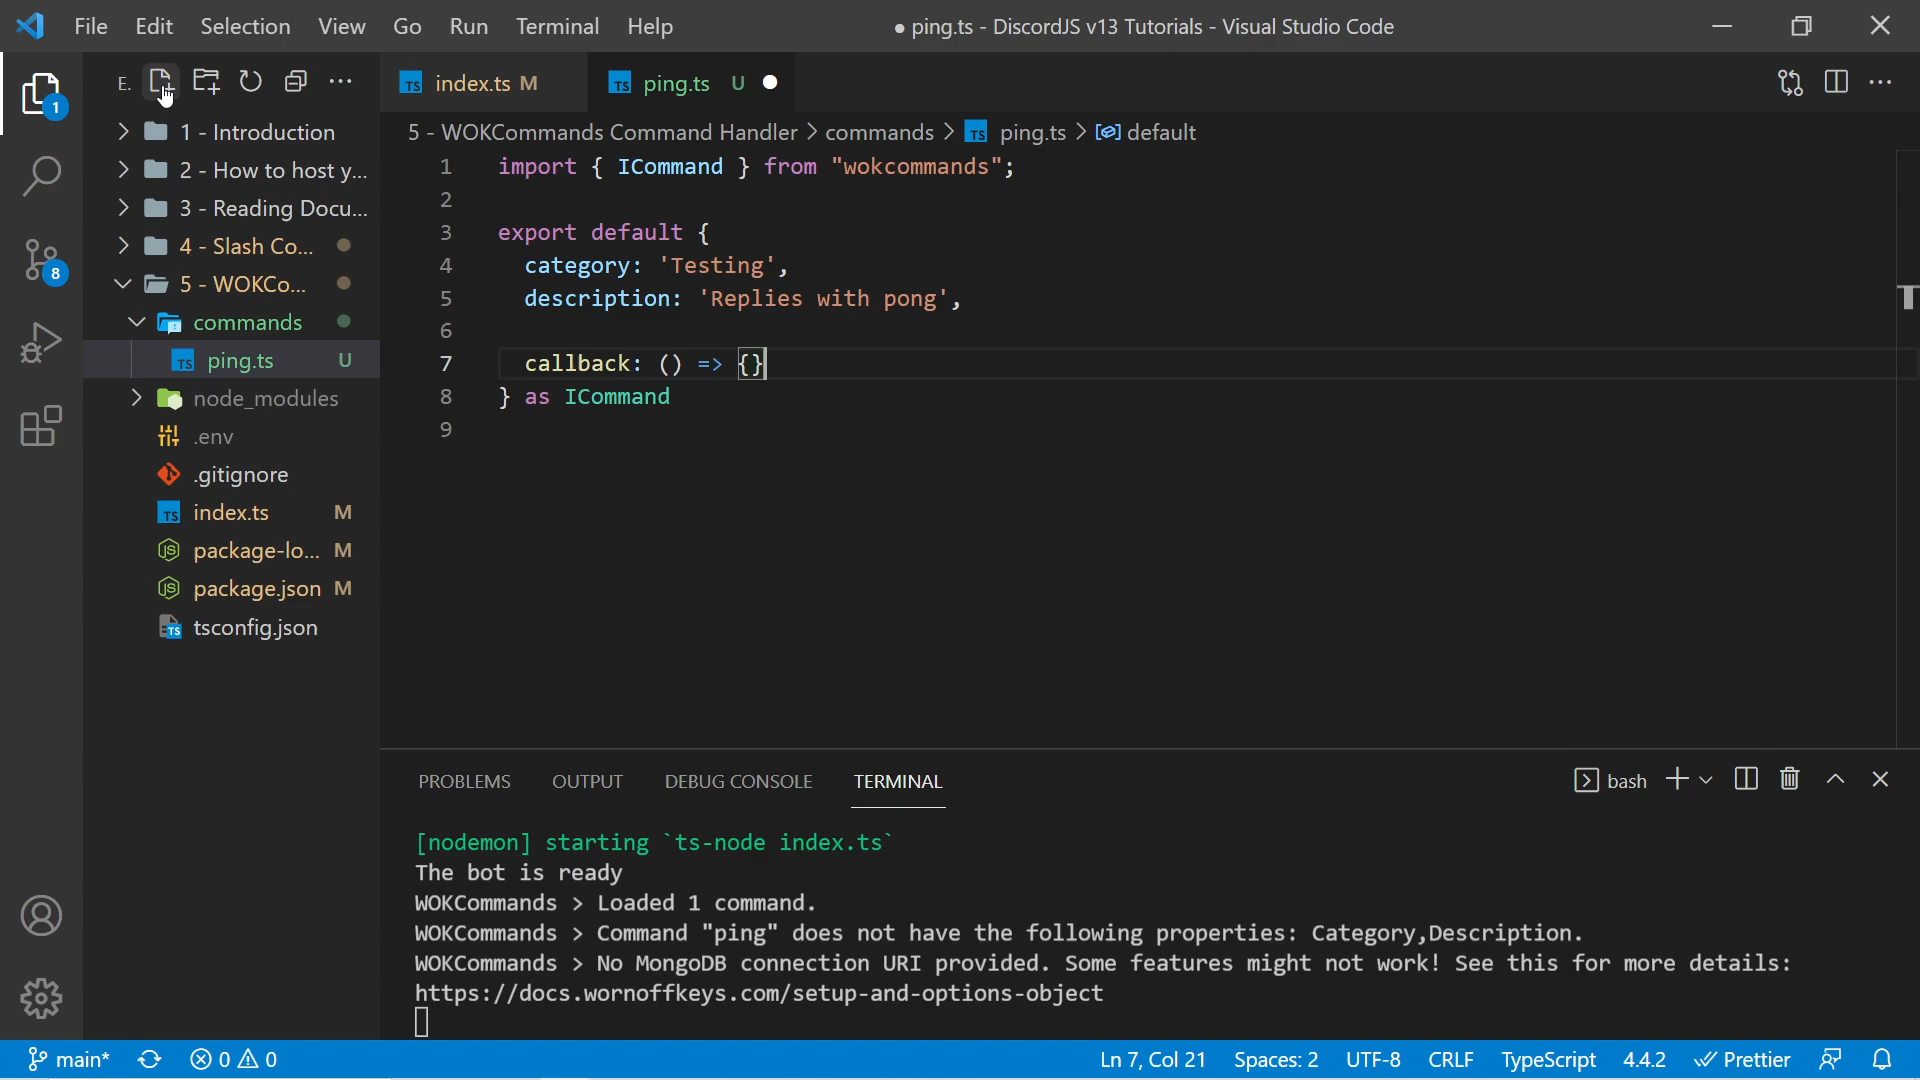 File Edit Selection View Go Run Terminal Help
● ping.ts - DiscordJS v13 Tutorials - Visual Studio Code
E.
index.ts M
ping.ts U
1
1 - Introduction
2 - How to host y...
3 - Reading Docu...
4 - Slash Co...
5 - WOKCo...
commands
ping.ts U
node_modules
.env
.gitignore
index.ts M
package-lo... M
package.json M
tsconfig.json
8
5 - WOKCommands Command Handler > commands > TS ping.ts > default
1 import { ICommand } from "wokcommands";
2
3 export default {
4 category: 'Testing',
5 description: 'Replies with pong',
6
7 callback: () => {}
8 } as ICommand
9
PROBLEMS OUTPUT DEBUG CONSOLE TERMINAL
bash
[nodemon] starting `ts-node index.ts`
The bot is ready
WOKCommands > Loaded 1 command.
WOKCommands > Command "ping" does not have the following properties: Category,Description.
WOKCommands > No MongoDB connection URI provided. Some features might not work! See this for more details:
https://docs.wornoffkeys.com/setup-and-options-object
main* 0 0
Ln 7, Col 21 Spaces: 2 UTF-8 CRLF TypeScript 4.4.2 Prettier